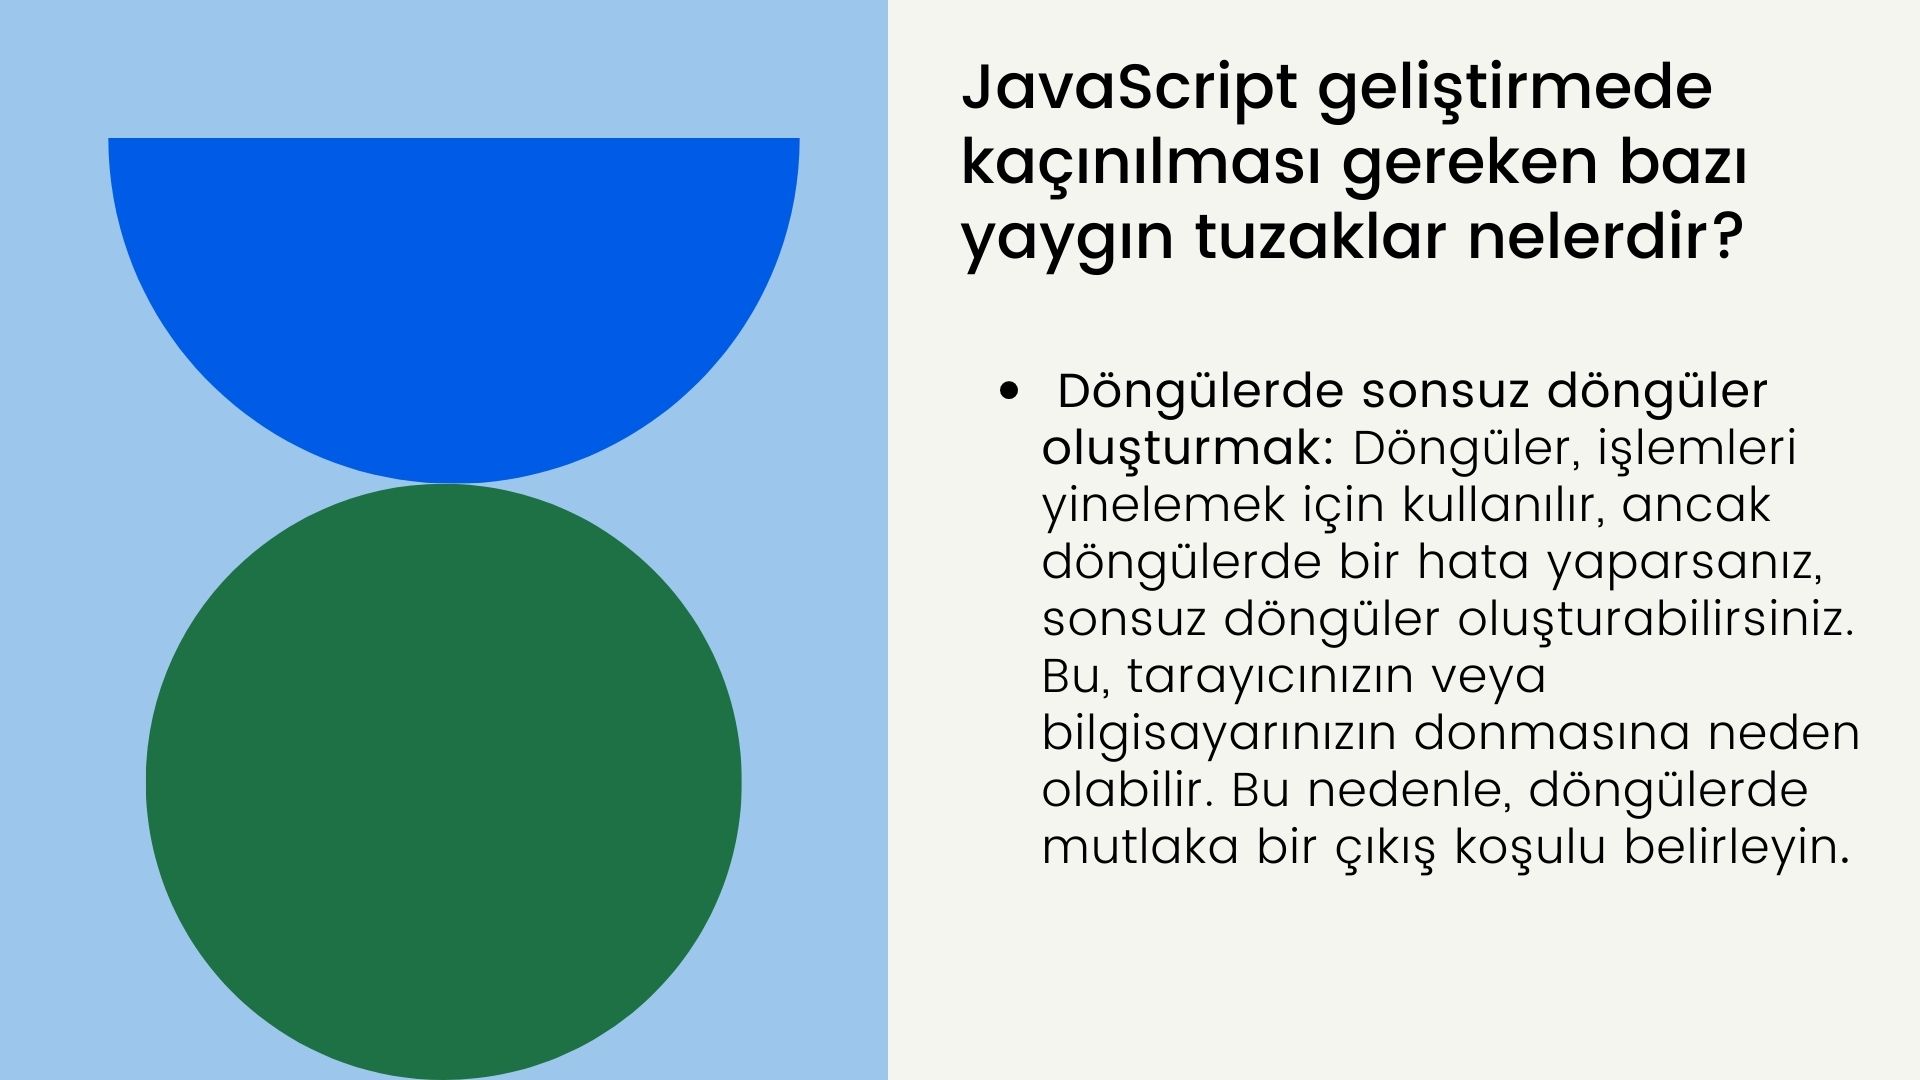 JavaScript geliştirmede
kaçınılması gereken bazı
yaygın tuzaklar nelerdir?
• Döngülerde sonsuz döngüler
oluşturmak: Döngüler, işlemleri
yinelemek için kullanılır, ancak
döngülerde bir hata yaparsanız,
sonsuz döngüler oluşturabilirsiniz.
Bu, tarayıcınızın veya
bilgisayarınızın donmasına neden
olabilir. Bu nedenle, döngülerde
mutlaka bir çıkış koşulu belirleyin.